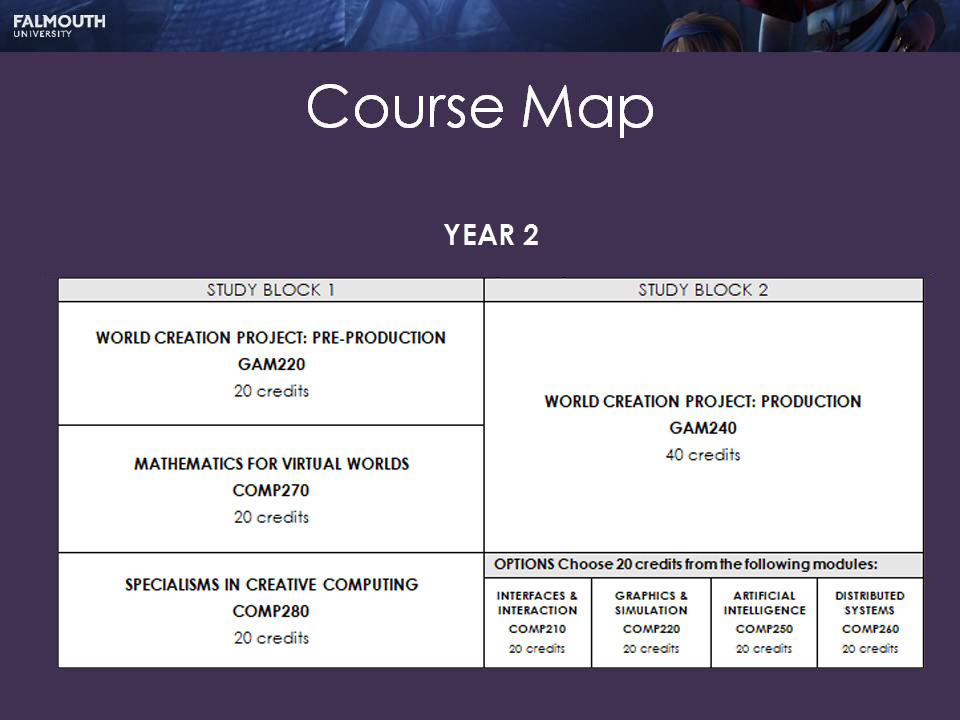 FALMOUTH
UNIVERSITY
Course Map
YEAR 2
STUDY BLOCK 1
STUDY BLOCK 2
WORLD CREATION PROJECT: PRE-PRODUCTION
GAM220
20 credits
MATHEMATICS FOR VIRTUAL WORLDS
COMP270
20 credits
SPECIALISMS IN CREATIVE COMPUTING
COMP280
20 credits
WORLD CREATION PROJECT: PRODUCTION
GAM240
40 credits
OPTIONS Choose 20 credits from the following modules:
INTERFACES &
INTERACTION
COMP210
20 credits
GRAPHICS &
SIMULATION
COMP220
20 credits
ARTIFICIAL
INTELLIGENCE
COMP250
20 credits
DISTRIBUTED
SYSTEMS
COMP260
20 credits